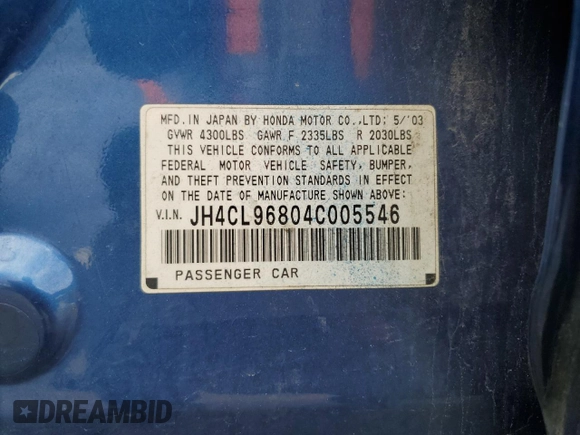 MFD. IN JAPAN BY HONDA MOTOR CO.,LTD: 5/'03
GVWR 4300LBS GAWR F 2335LBS R 2030LBS
THIS VEHICLE CONFORMS TO ALL APPLICABLE
FEDERAL MOTOR VEHICLE SAFETY, BUMPER,
AND THEFT PREVENTION STANDARDS IN EFFECT
ON THE DATE OF MANUFACTURE SHOWN ABOVE:
V.I.N. JH4CL96804C005546
PASSENGER CAR
DREAMBID